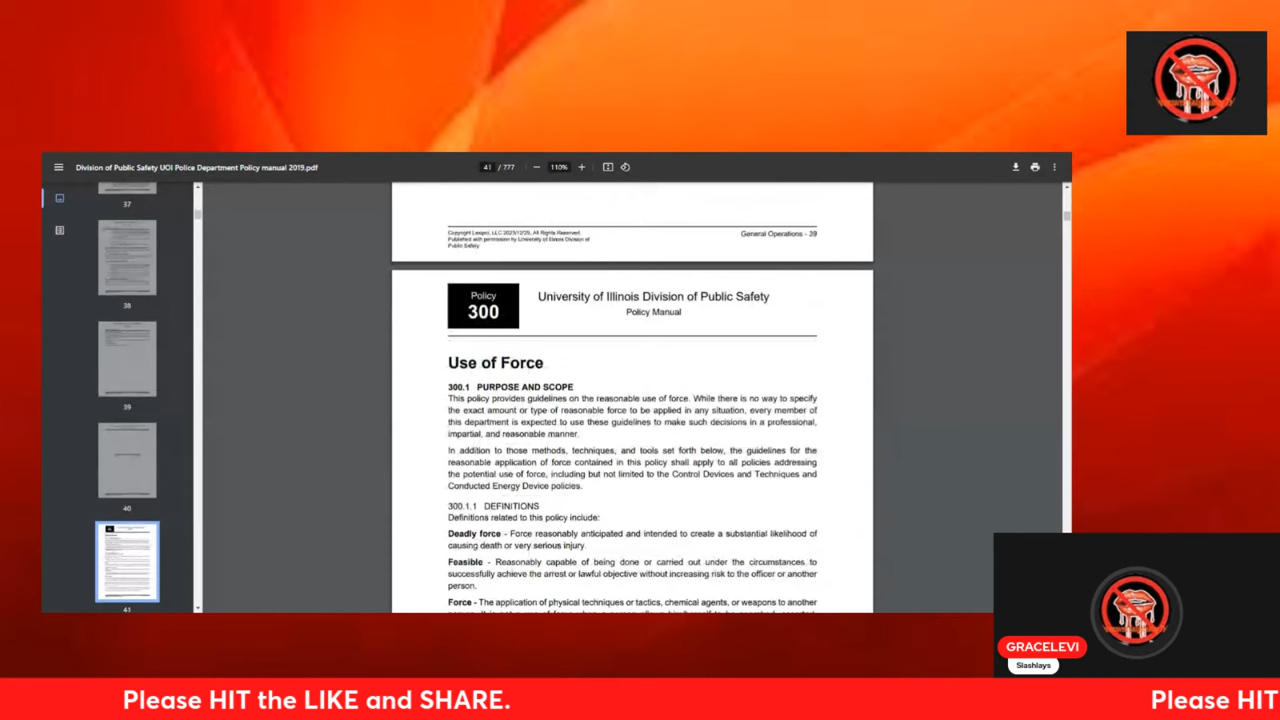 Division of Public Safety UOI Police Department Policy manual 2019.pdf
41 / 777
110%
37
38
39
40
41
Copyright Lexipol, LLC 2023/12/29, All Rights Reserved.
Published with permission by University of Illinois Division of
Public Safety
General Operations - 39
Policy
300
University of Illinois Division of Public Safety
Policy Manual
Use of Force
300.1 PURPOSE AND SCOPE
This policy provides guidelines on the reasonable use of force. While there is no way to specify
the exact amount or type of reasonable force to be applied in any situation, every member of
this department is expected to use these guidelines to make such decisions in a professional,
impartial, and reasonable manner.
In addition to those methods, techniques, and tools set forth below, the guidelines for the
reasonable application of force contained in this policy shall apply to all policies addressing
the potential use of force, including but not limited to the Control Devices and Techniques and
Conducted Energy Device policies.
300.1.1 DEFINITIONS
Definitions related to this policy include:
Deadly force - Force reasonably anticipated and intended to create a substantial likelihood of
causing death or very serious injury.
Feasible - Reasonably capable of being done or carried out under the circumstances to
successfully achieve the arrest or lawful objective without increasing risk to the officer or another
person.
Force - The application of physical techniques or tactics, chemical agents, or weapons to another
GRACELEVI
Slashlays
Please HIT the LIKE and SHARE.
Please HIT